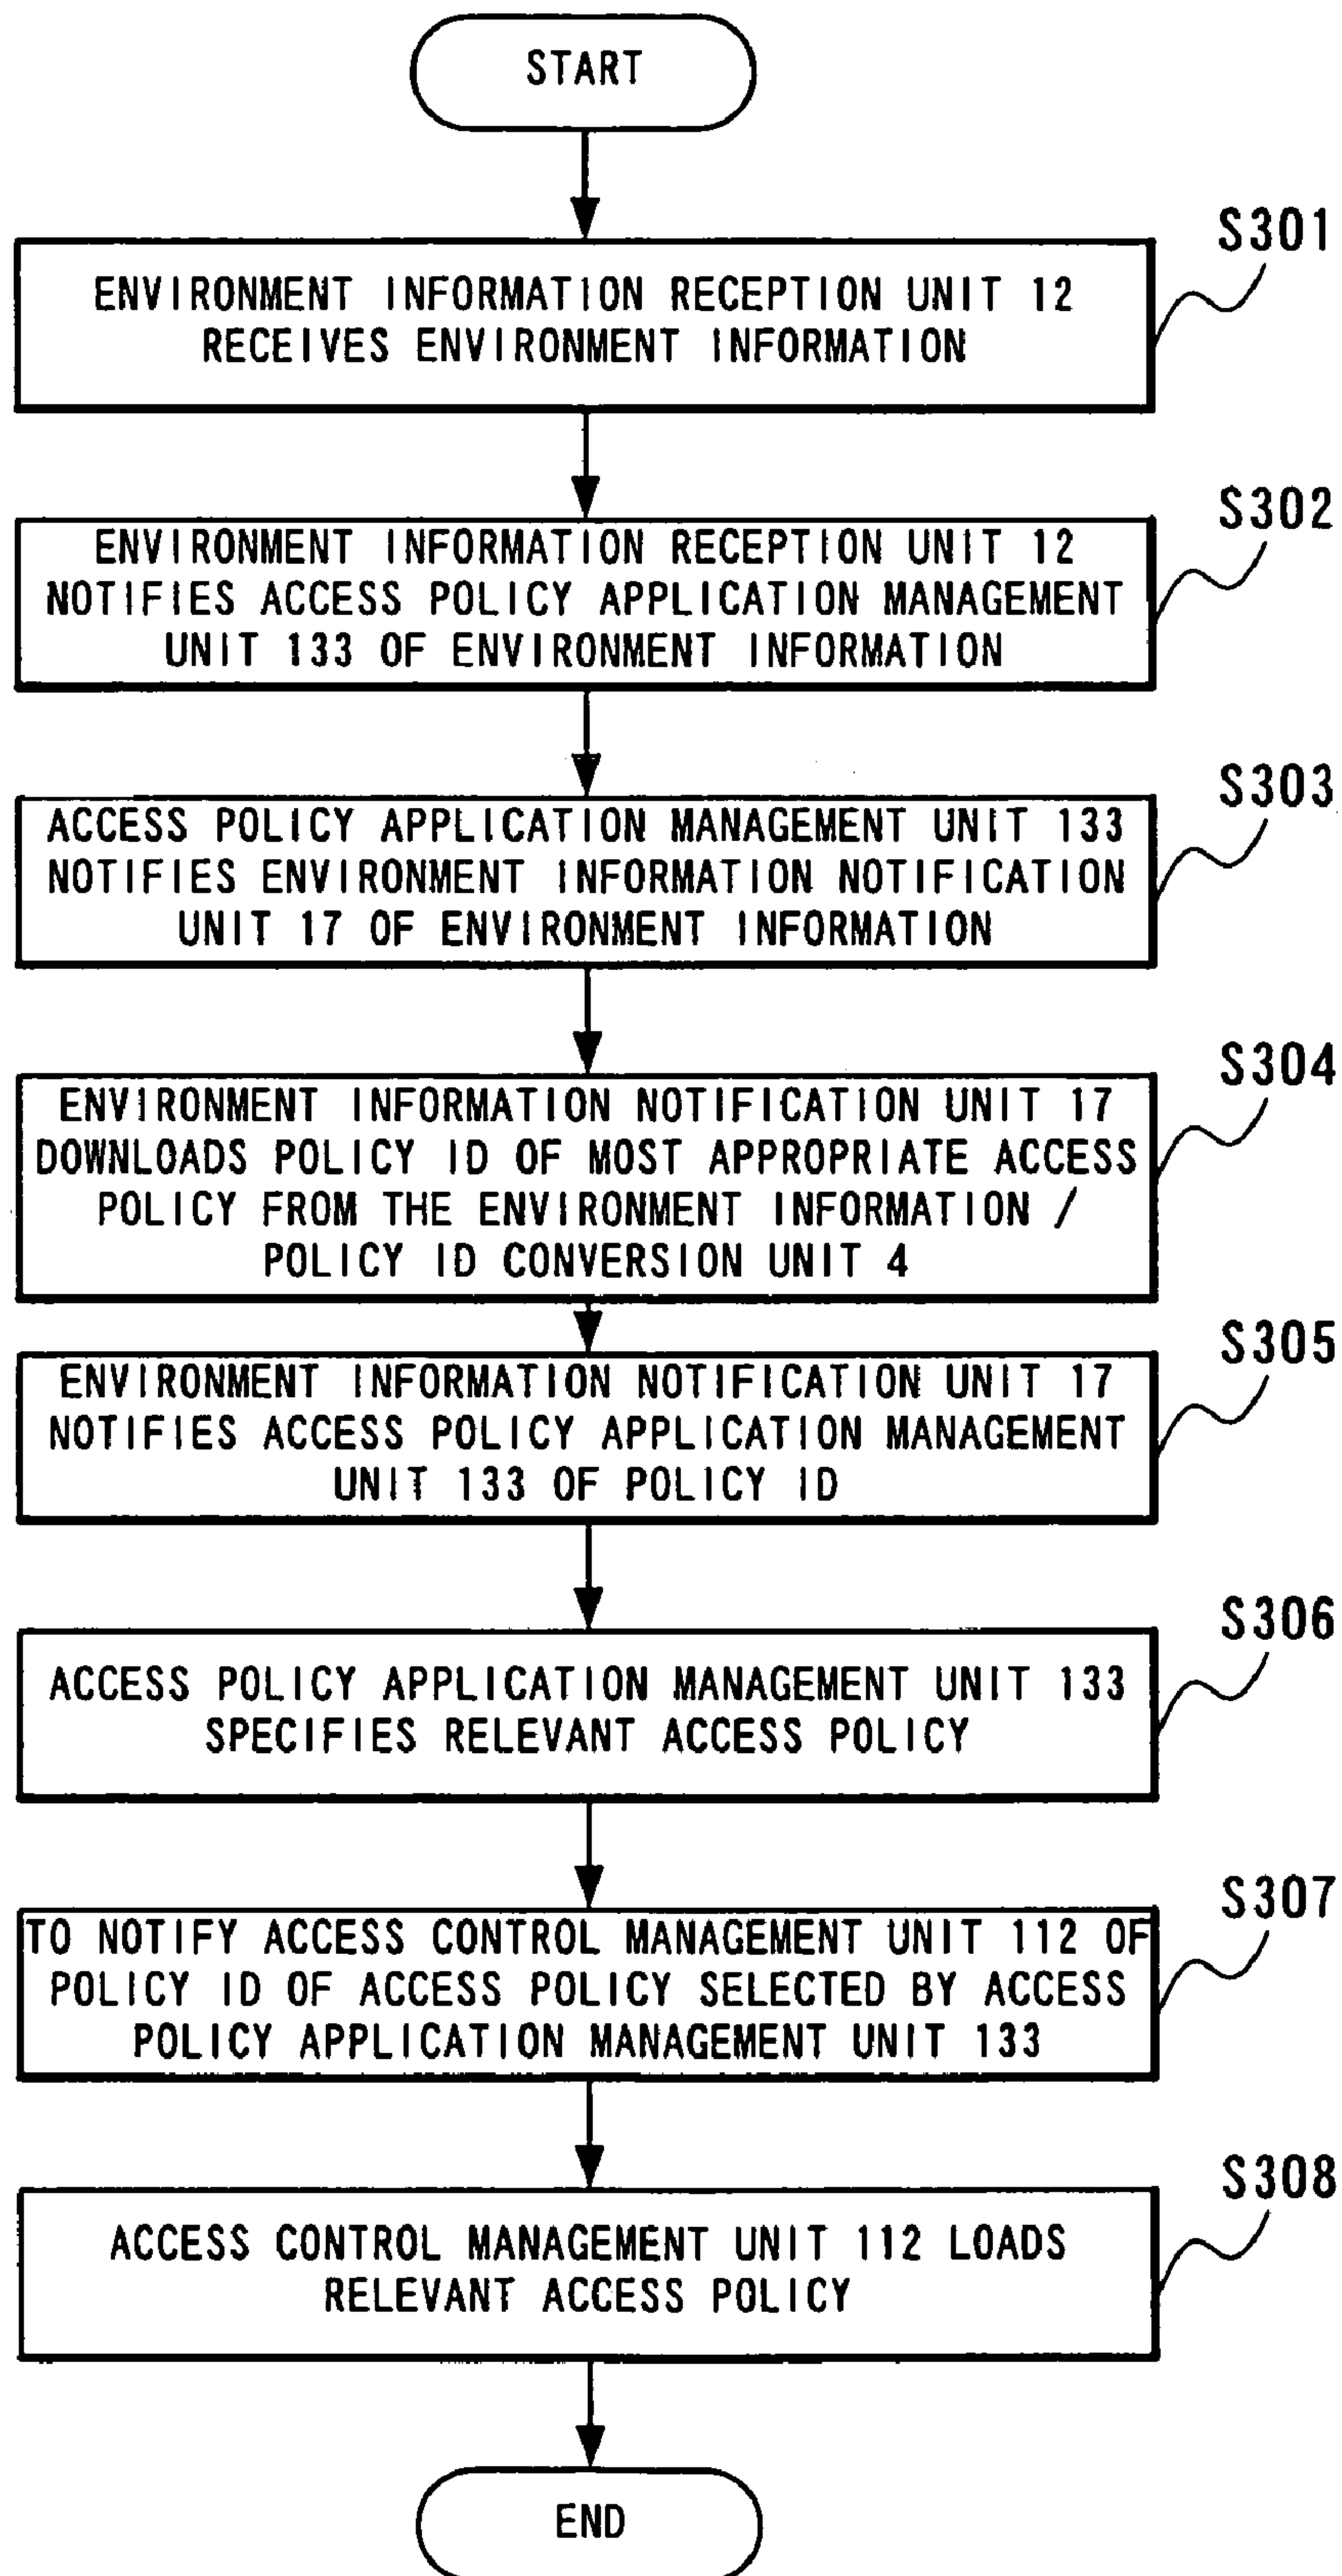 START
S301
ENVIRONMENT INFORMATION RECEPTION UNIT 12
RECEIVES ENVIRONMENT INFORMATION
S302
ENVIRONMENT INFORMATION RECEPTION UNIT 12
NOTIFIES ACCESS POLICY APPLICATION MANAGEMENT
UNIT 133 OF ENVIRONMENT INFORMATION
S303
ACCESS POLICY APPLICATION MANAGEMENT UNIT 133
NOTIFIES ENVIRONMENT INFORMATION NOTIFICATION
UNIT 17 OF ENVIRONMENT INFORMATION
S304
ENVIRONMENT INFORMATION NOTIFICATION UNIT 17
DOWNLOADS POLICY ID OF MOST APPROPRIATE ACCESS
POLICY FROM THE ENVIRONMENT INFORMATION /
POLICY ID CONVERSION UNIT 4
S305
ENVIRONMENT INFORMATION NOTIFICATION UNIT 17
NOTIFIES ACCESS POLICY APPLICATION MANAGEMENT
UNIT 133 OF POLICY ID
S306
ACCESS POLICY APPLICATION MANAGEMENT UNIT 133
SPECIFIES RELEVANT ACCESS POLICY
S307
TO NOTIFY ACCESS CONTROL MANAGEMENT UNIT 112 OF
POLICY ID OF ACCESS POLICY SELECTED BY ACCESS
POLICY APPLICATION MANAGEMENT UNIT 133
S308
ACCESS CONTROL MANAGEMENT UNIT 112 LOADS
RELEVANT ACCESS POLICY
END